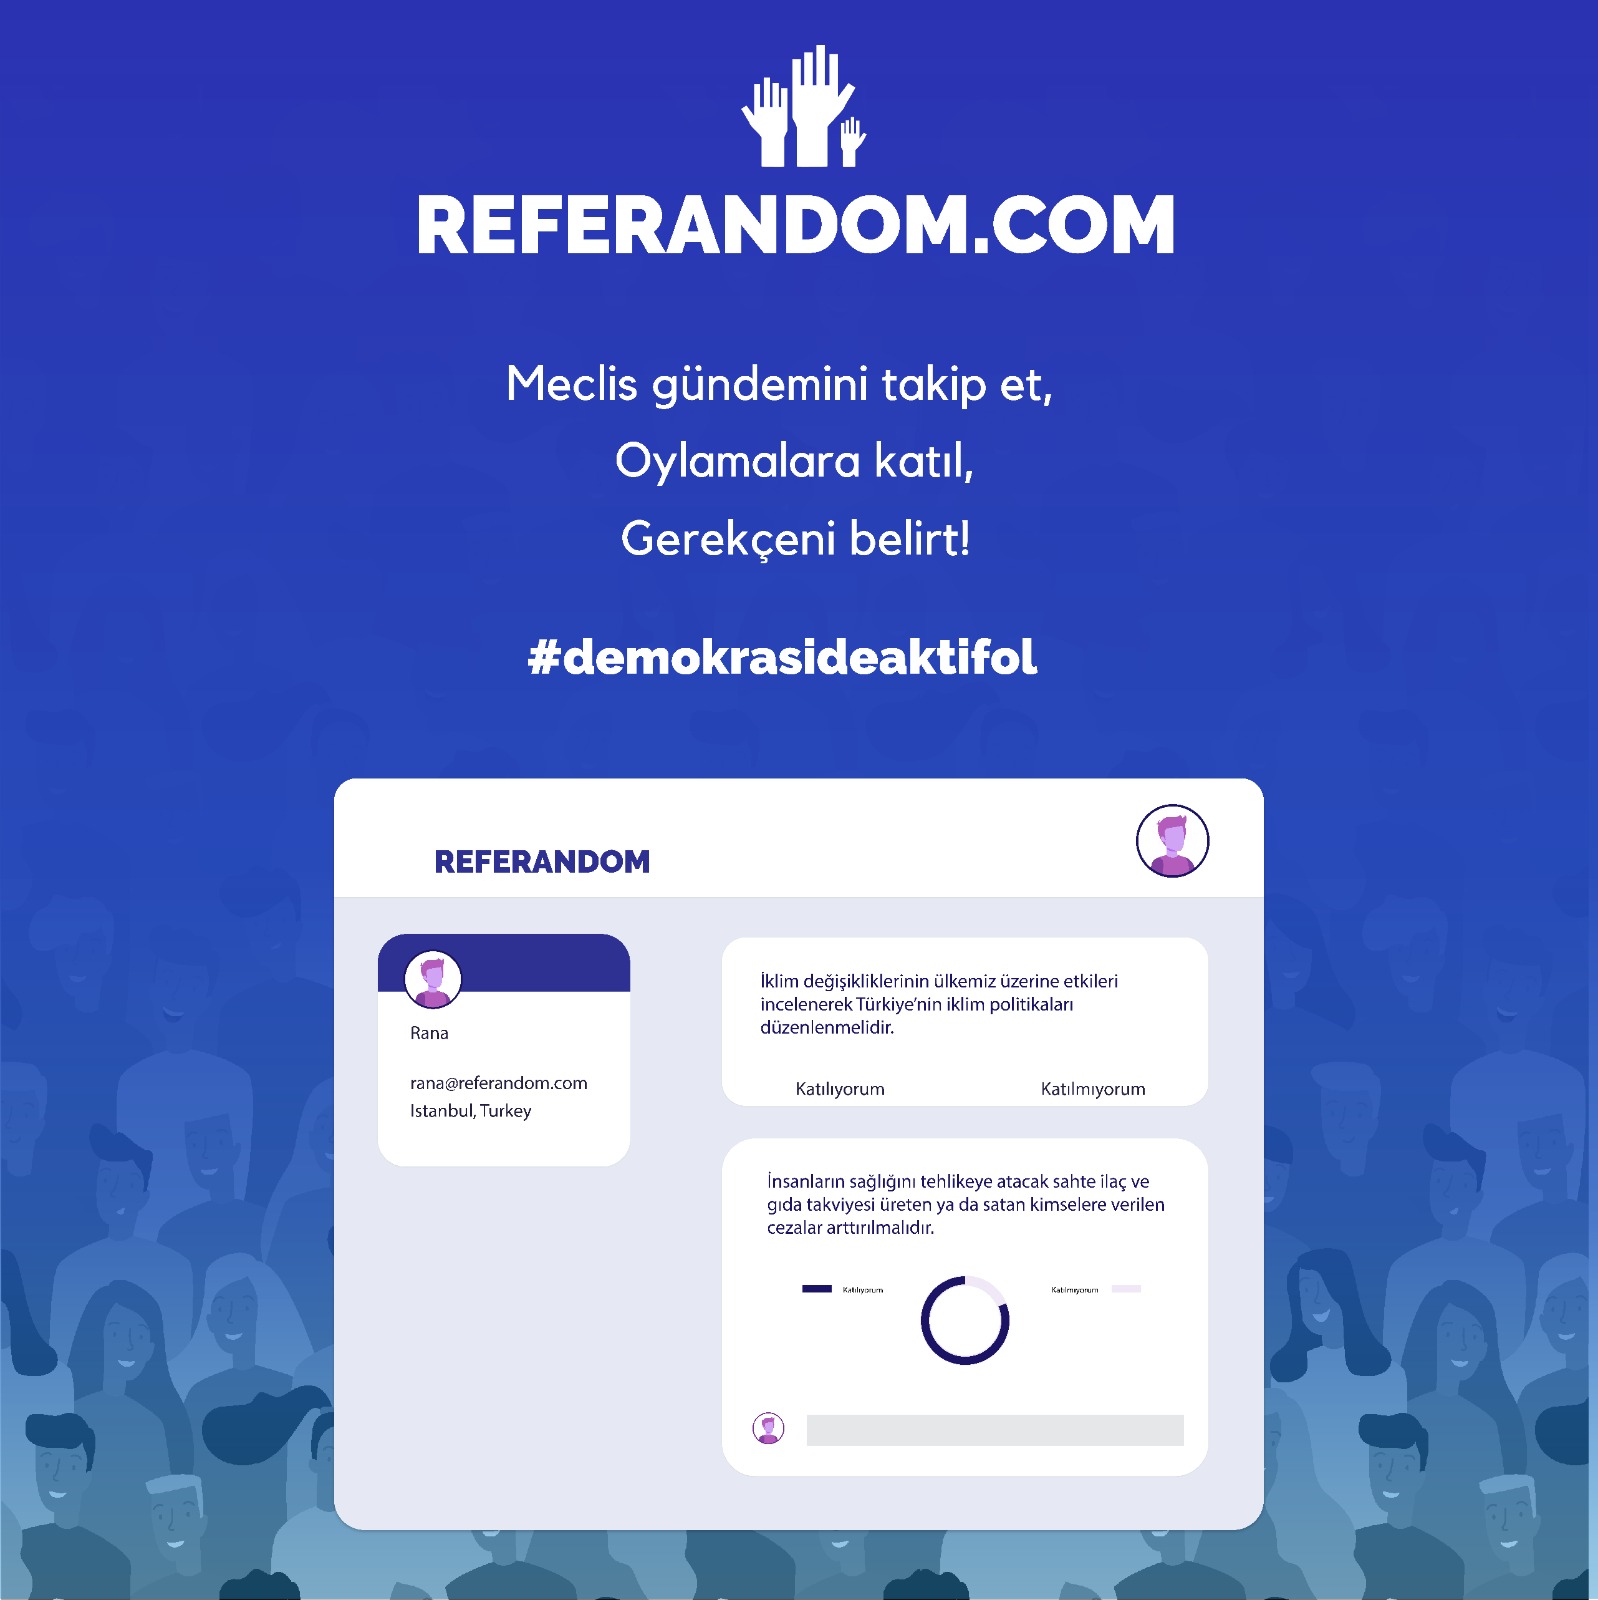 REFERANDOM.COM
Meclis gündemini takip et,
Oylamalara katıl,
Gerekçeni belirt!
#demokrasideaktifol
REFERANDOM
Rana
rana@referandom.com
Istanbul, Turkey
İklim değişikliklerinin ülkemiz üzerine etkileri
incelenerek Türkiye'nin iklim politikaları
düzenlenmelidir.
Katılıyorum
Katılmıyorum
İnsanların sağlığını tehlikeye atacak sahte ilaç ve
gıda takviyesi üreten ya da satan kimselere verilen
cezalar arttırılmalıdır.
Katılıyorum
Katılmıyorum